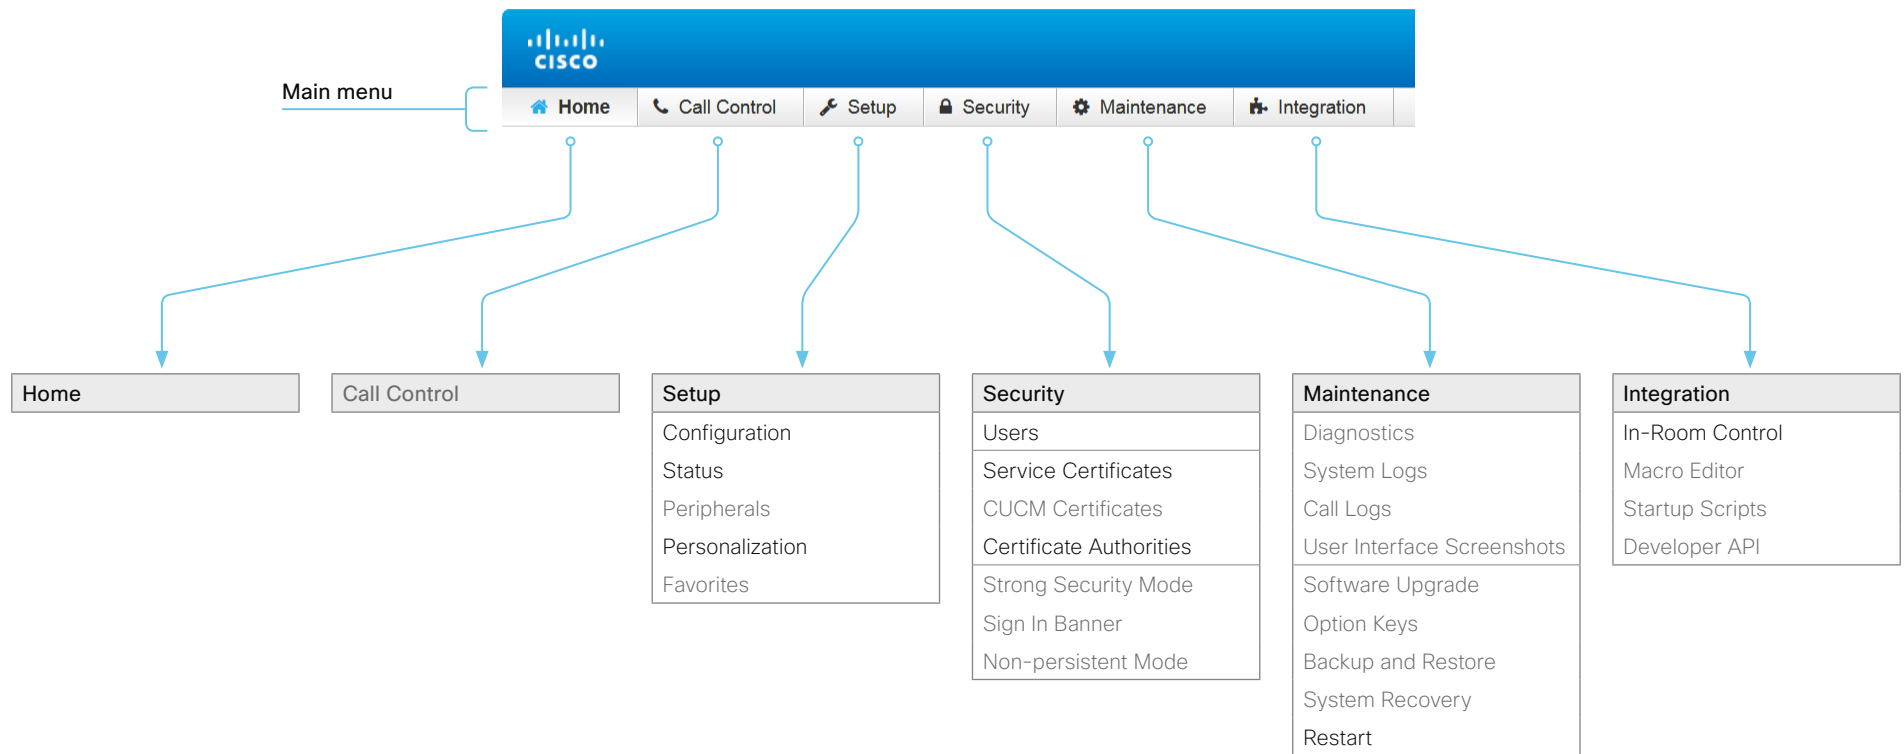 CISCO
Main menu
Home Call Control Setup Security Maintenance Integration
Home
Call Control
Setup
Configuration
Status
Peripherals
Personalization
Favorites
Security
Users
Service Certificates
CUCM Certificates
Certificate Authorities
Strong Security Mode
Sign In Banner
Non-persistent Mode
Maintenance
Diagnostics
System Logs
Call Logs
User Interface Screenshots
Software Upgrade
Option Keys
Backup and Restore
System Recovery
Restart
Integration
In-Room Control
Macro Editor
Startup Scripts
Developer API